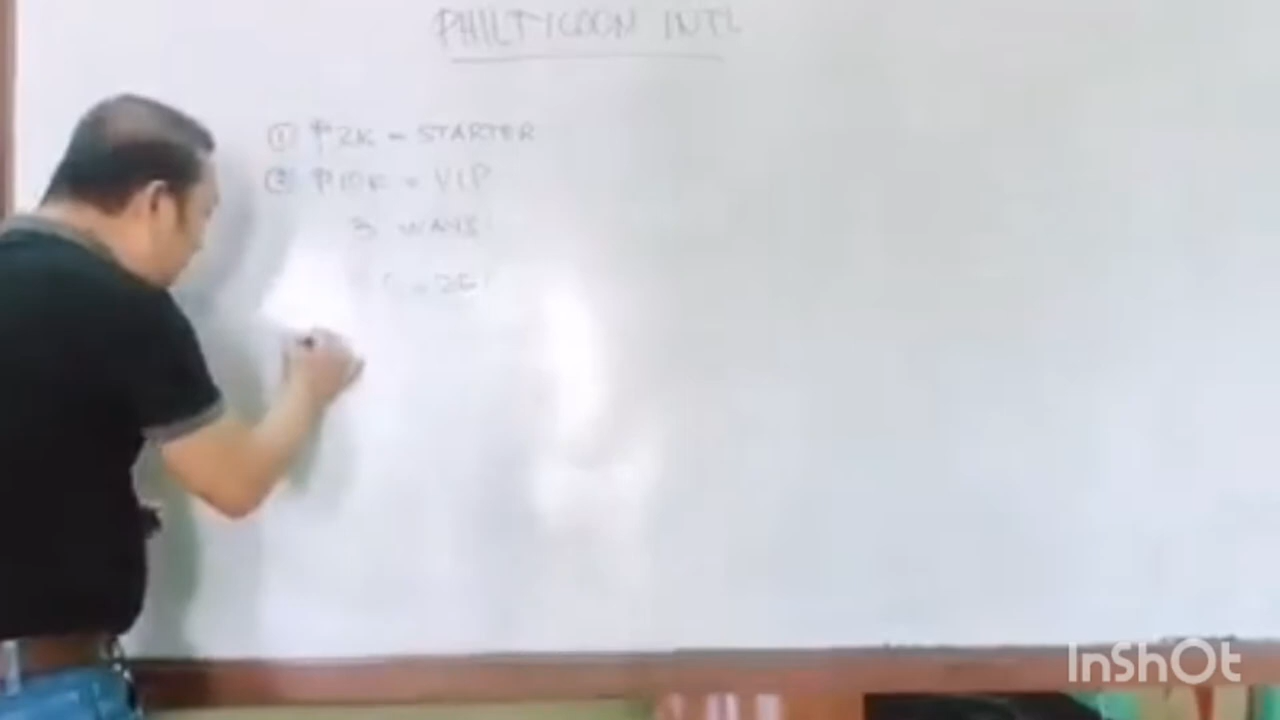 PHILTYCOON INTL
① ₱2K = STARTER
② ₱10K = VIP
3 WAYS
InShOt